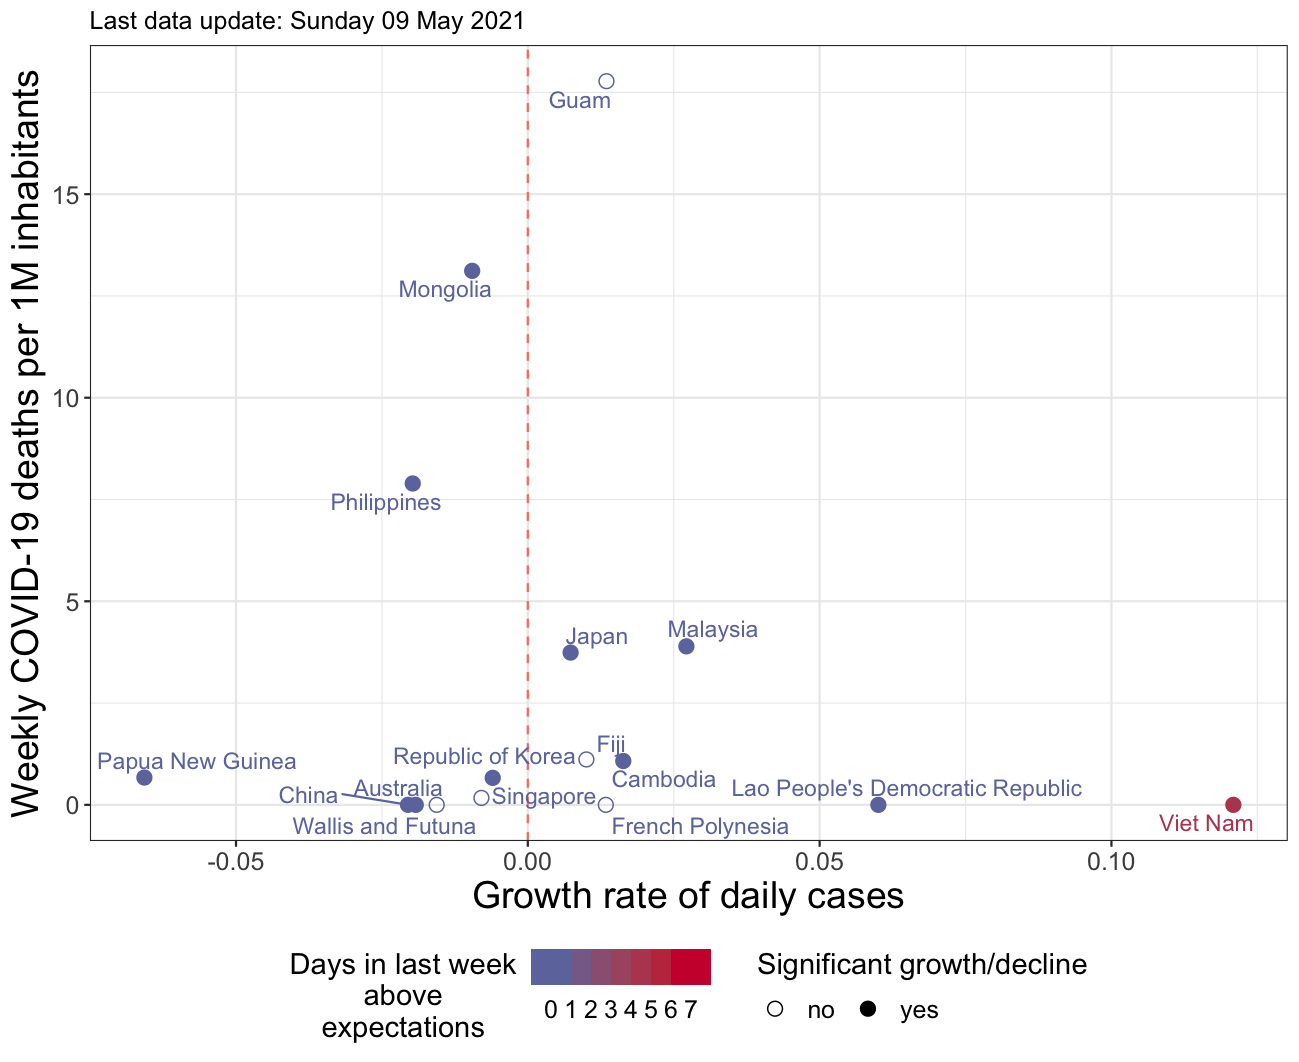 Last data update: Sunday 09 May 2021
Weekly COVID-19 deaths per 1M inhabitants
15
10
5
0
Guam
Mongolia
Philippines
Japan
Malaysia
Papua New Guinea
Republic of Korea
Fiji
Cambodia
China
Australia
Singapore
Lao People's Democratic Republic
Wallis and Futuna
French Polynesia
Viet Nam
-0.05
0.00
0.05
0.10
Growth rate of daily cases
Days in last week
above
expectations
0 1 2 3 4 5 6 7
Significant growth/decline
no
yes